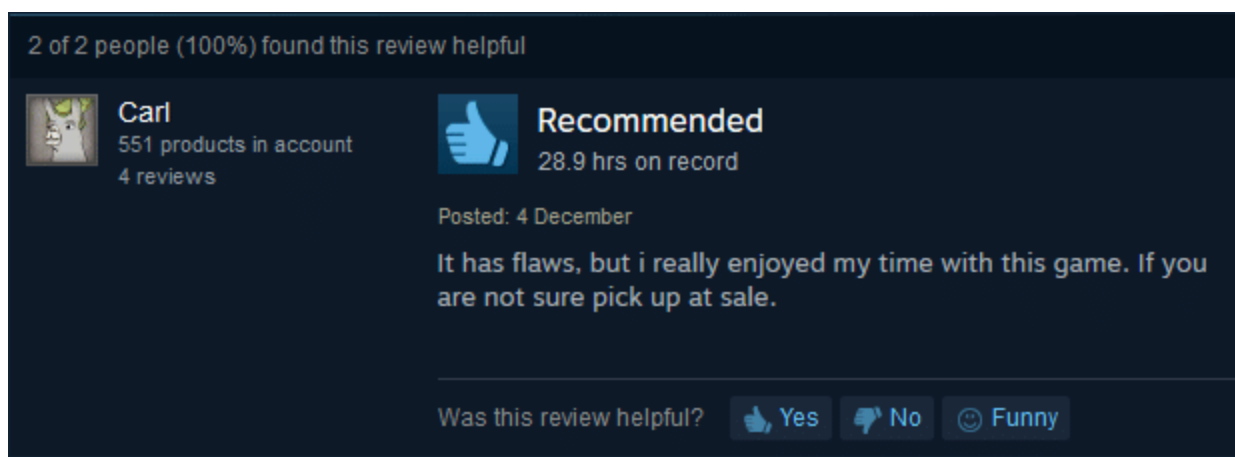 2 of 2 people (100%) found this review helpful
Carl
551 products in account
4 reviews
Recommended
28.9 hrs on record
Posted: 4 December
It has flaws, but i really enjoyed my time with this game. If you
are not sure pick up at sale.
Was this review helpful? Yes No Funny